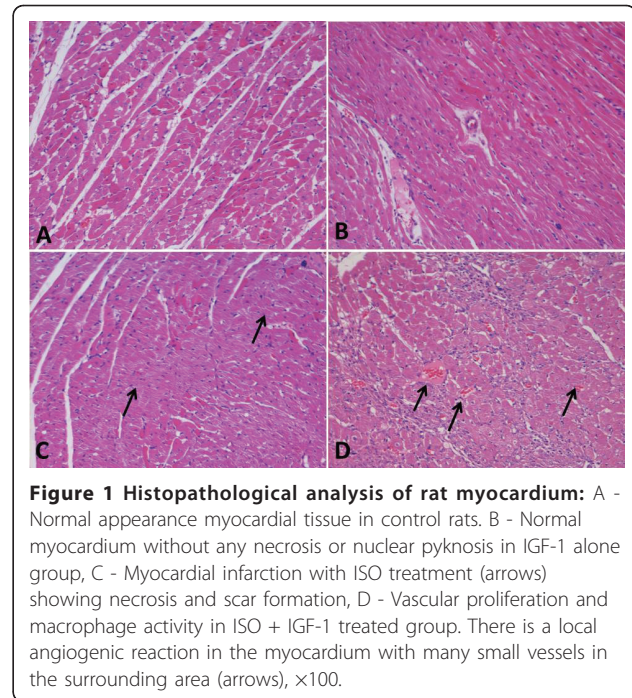 A
B
C
D
Figure 1 Histopathological analysis of rat myocardium: A -
Normal appearance myocardial tissue in control rats. B - Normal
myocardium without any necrosis or nuclear pyknosis in IGF-1 alone
group, C - Myocardial infarction with ISO treatment (arrows)
showing necrosis and scar formation, D - Vascular proliferation and
macrophage activity in ISO + IGF-1 treated group. There is a local
angiogenic reaction in the myocardium with many small vessels in
the surrounding area (arrows), ×100.